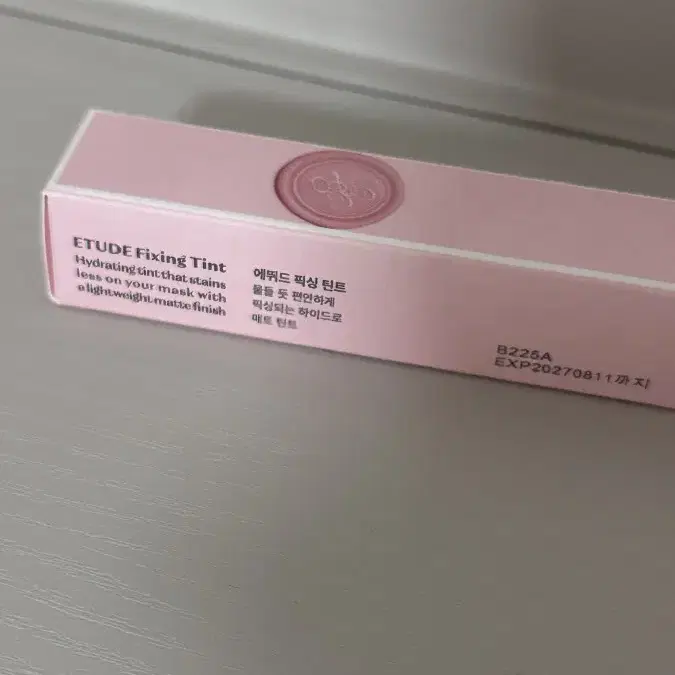 ETUDE Fixing Tint
Hydrating tint that stains
less on your mask with
a lightweight matte finish
에뛰드 픽싱 틴트
물들 듯 편안하게
픽싱되는 하이드로
매트 틴트
B225A
EXP20270811까지